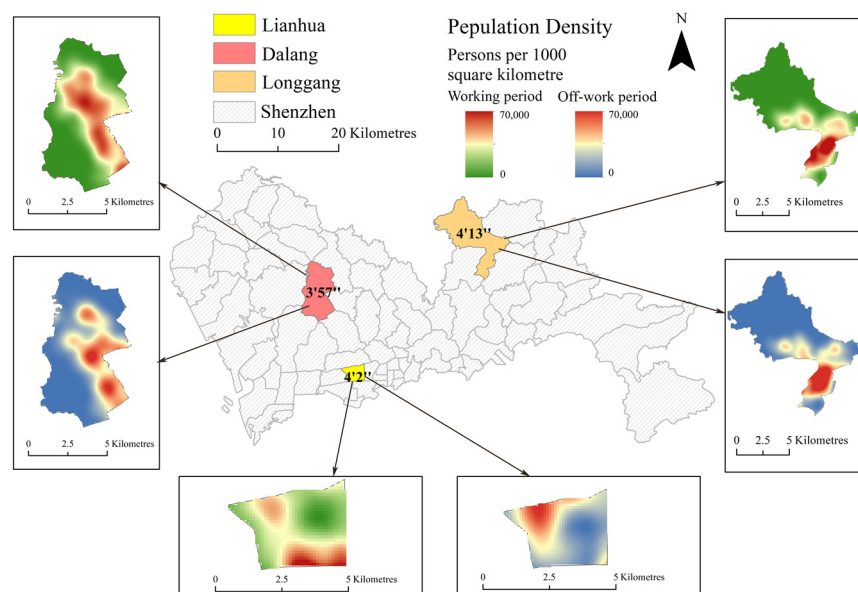 Lianhua
Dalang
Longgang
Shenzhen
0 10 20 Kilometres
Pepulation Density
Persons per 1000
square kilometre
Working period Off-work period
70,000 70,000
0 0
N
0 2.5 5 Kilometres
0 2.5 5 Kilometres
4'13''
3'57''
4'2''
0 2.5 5 Kilometres
0 2.5 5 Kilometres
0 2.5 5 Kilometres
0 2.5 5 Kilometres